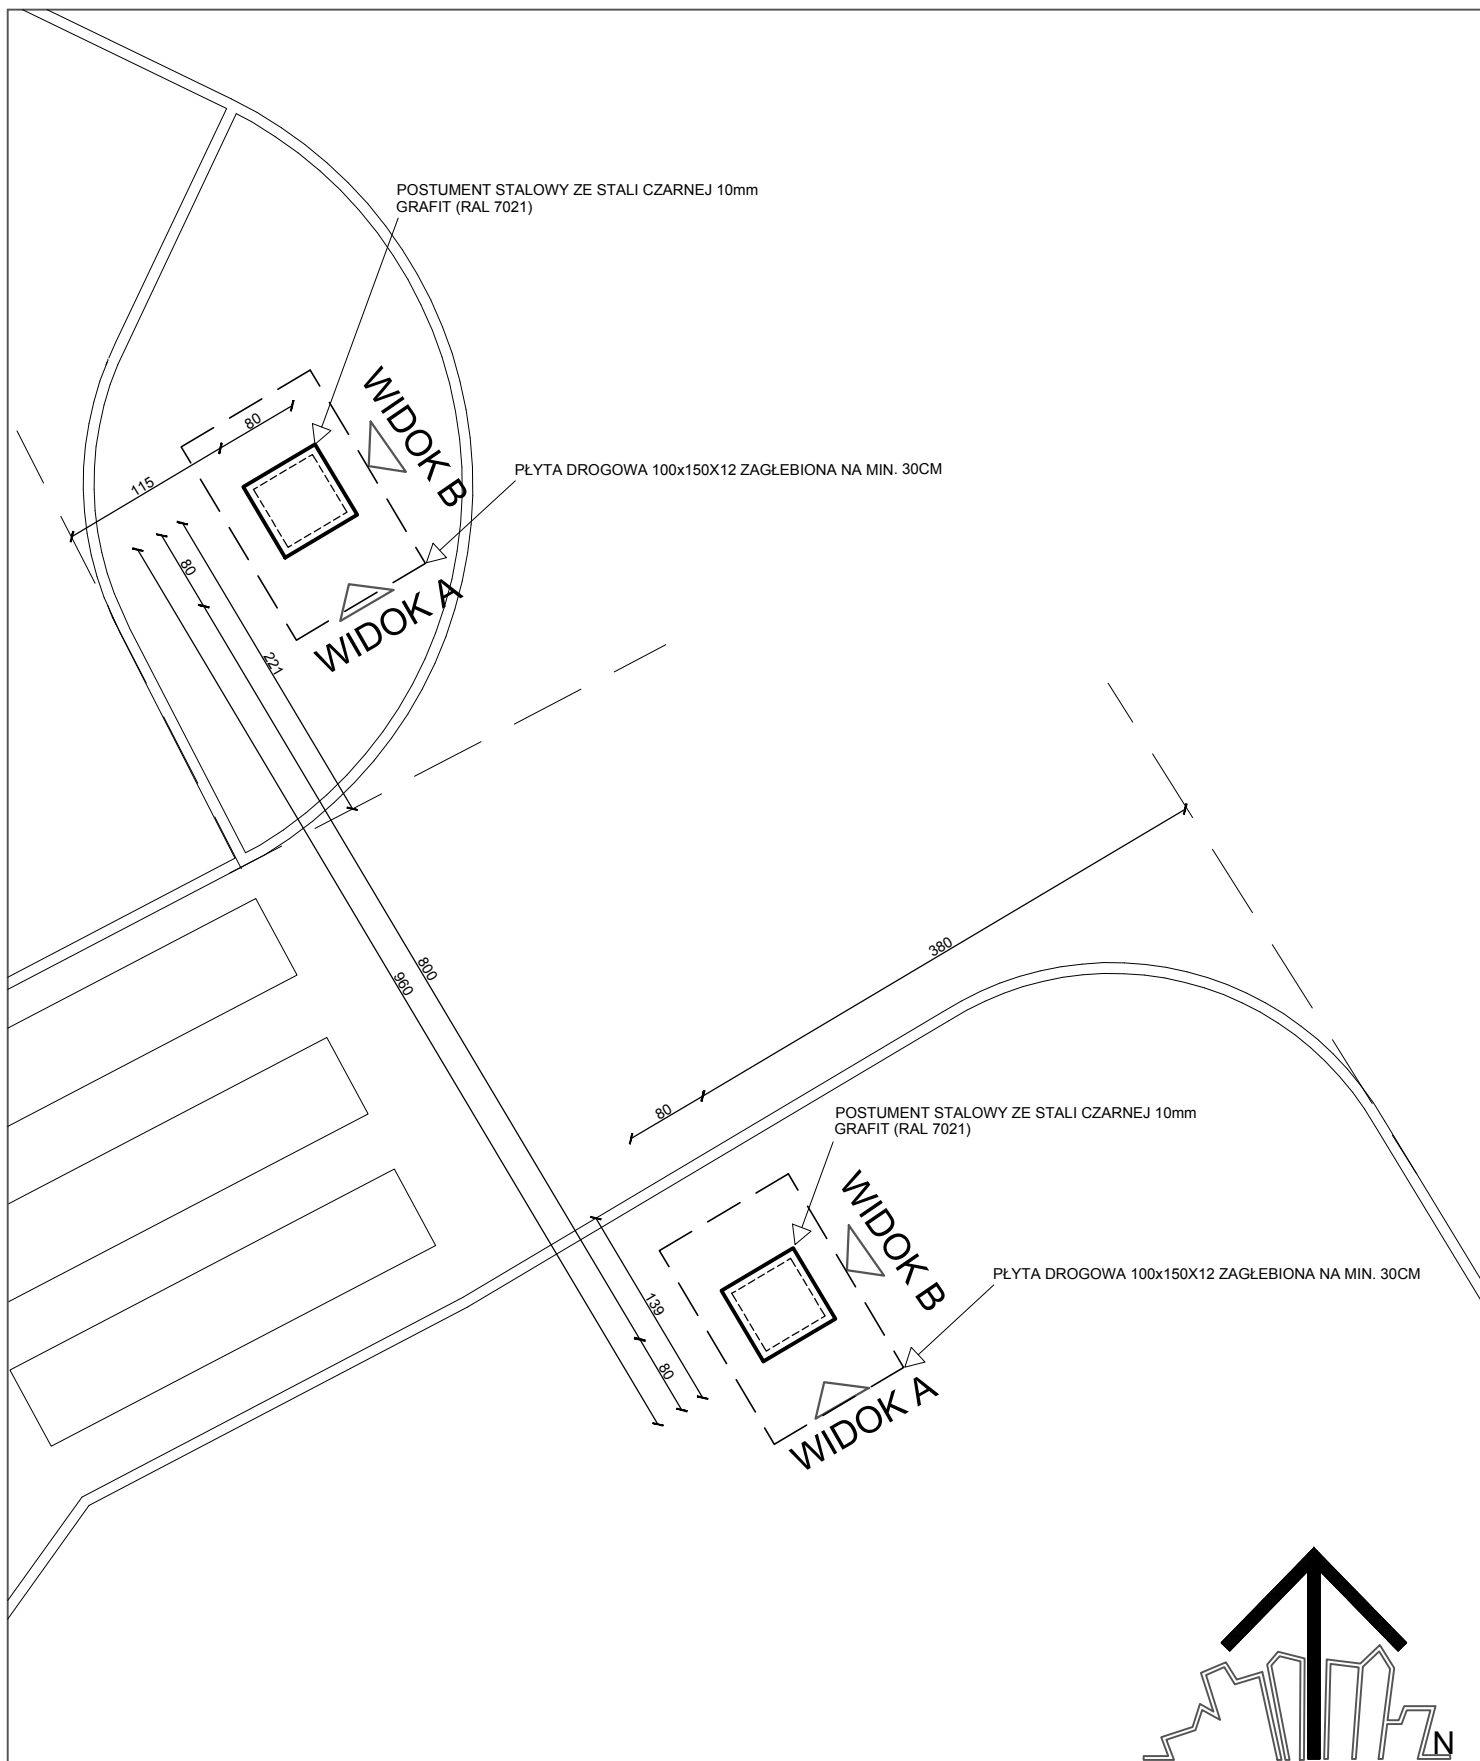 POSTUMENT STALOWY ZE STALI CZARNEJ 10mm
GRAFIT (RAL 7021)
WIDOK B
80
115
PŁYTA DROGOWA 100x150X12 ZAGŁEBIONA NA MIN. 30CM
80
WIDOK A
221
380
800
960
80
POSTUMENT STALOWY ZE STALI CZARNEJ 10mm
GRAFIT (RAL 7021)
WIDOK B
PŁYTA DROGOWA 100x150X12 ZAGŁEBIONA NA MIN. 30CM
139
80
WIDOK A
N